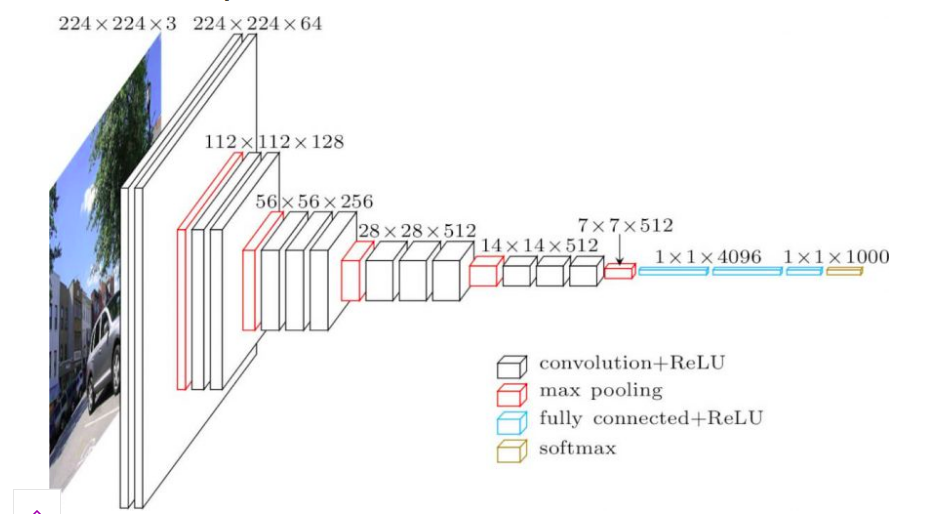 224×224×3
224×224×64
112×112×128
56×56×256
28×28×512
14×14×512
7×7×512
1×1×4096
1×1×1000
convolution+ReLU
max pooling
fully connected+ReLU
softmax